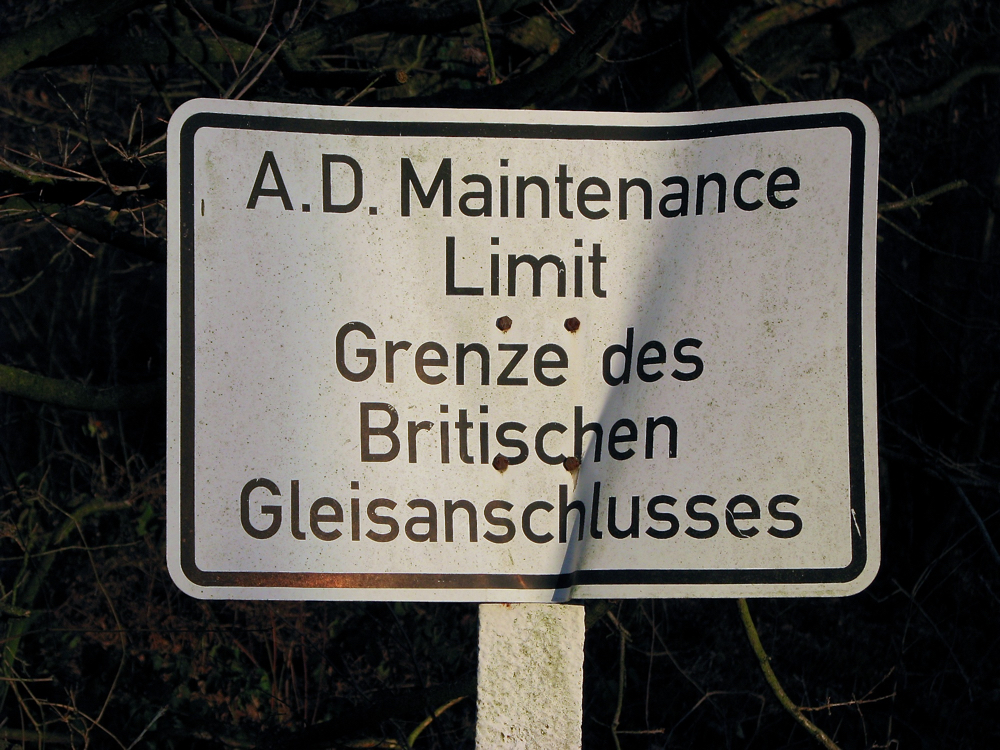 A.D. Maintenance
Limit
Grenze des
Britischen
Gleisanschlusses